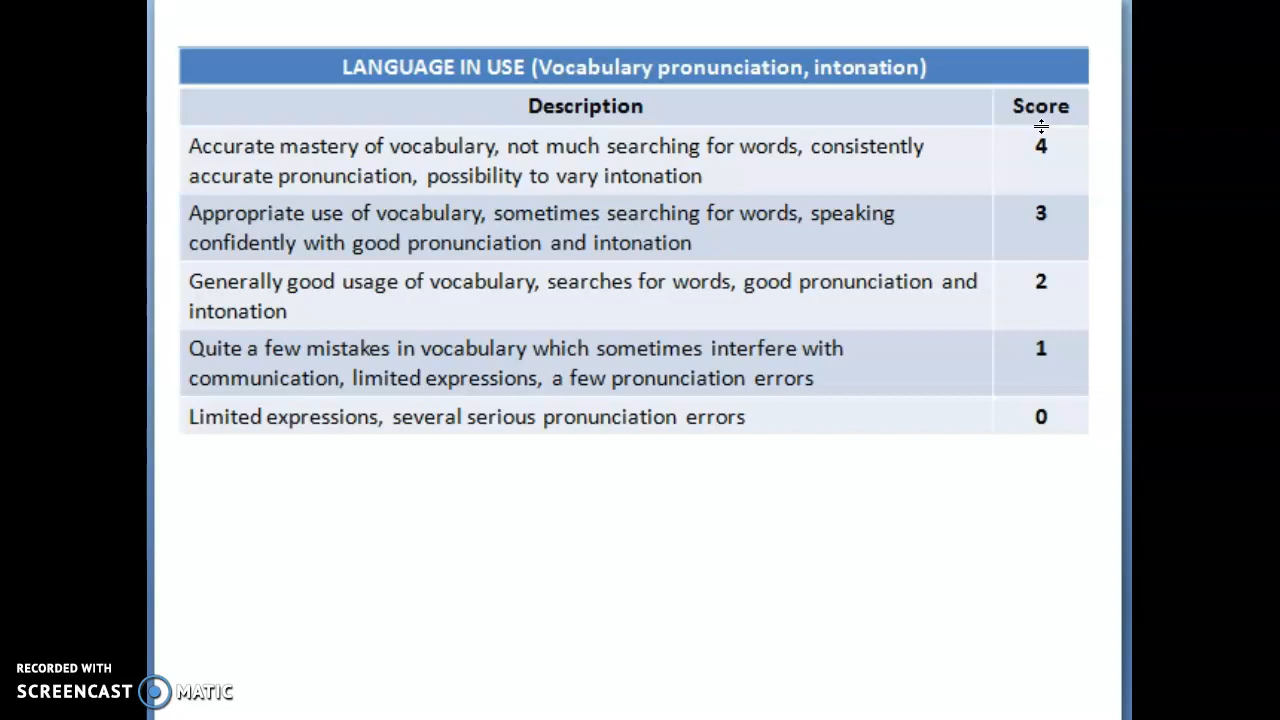 LANGUAGE IN USE (Vocabulary pronunciation, intonation)
Description Score
Accurate mastery of vocabulary, not much searching for words, consistently 4
accurate pronunciation, possibility to vary intonation
Appropriate use of vocabulary, sometimes searching for words, speaking 3
confidently with good pronunciation and intonation
Generally good usage of vocabulary, searches for words, good pronunciation and 2
intonation
Quite a few mistakes in vocabulary which sometimes interfere with 1
communication, limited expressions, a few pronunciation errors
Limited expressions, several serious pronunciation errors 0
RECORDED WITH
SCREENCAST MATIC